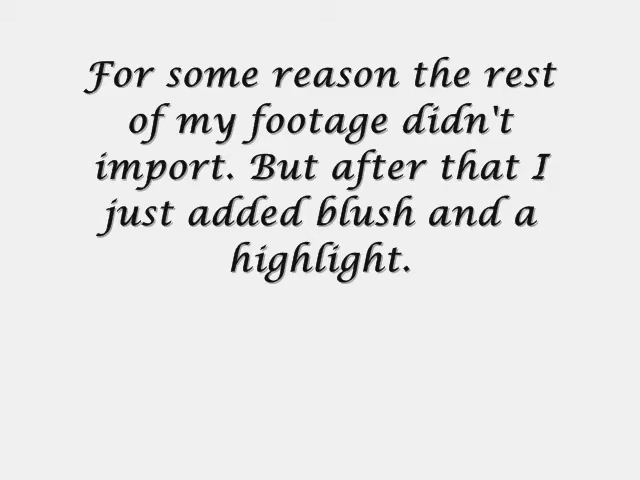 For some reason the rest
of my footage didn't
import. But after that I
just added blush and a
highlight.